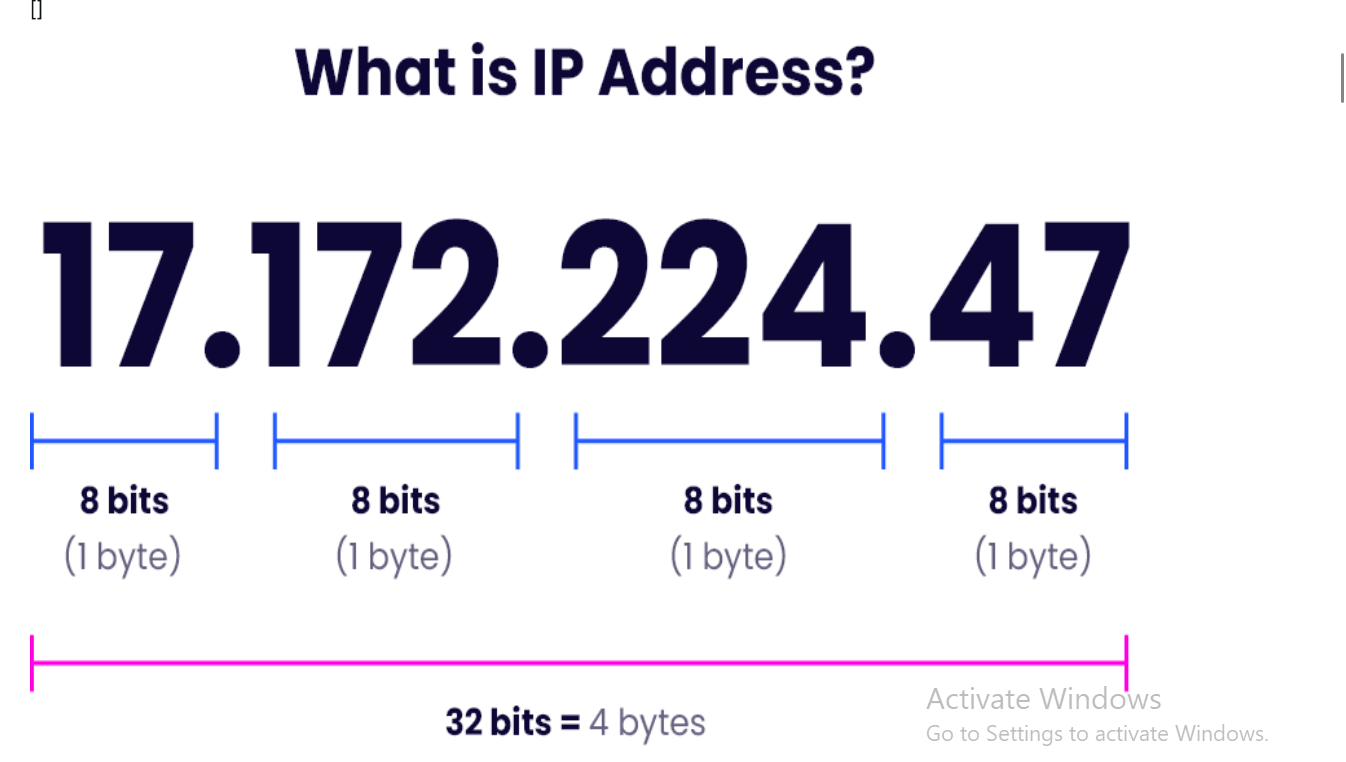 []
What is IP Address?
17.172.224.47
8 bits 8 bits 8 bits 8 bits
(1 byte) (1 byte) (1 byte) (1 byte)
32 bits = 4 bytes
Activate Windows
Go to Settings to activate Windows.